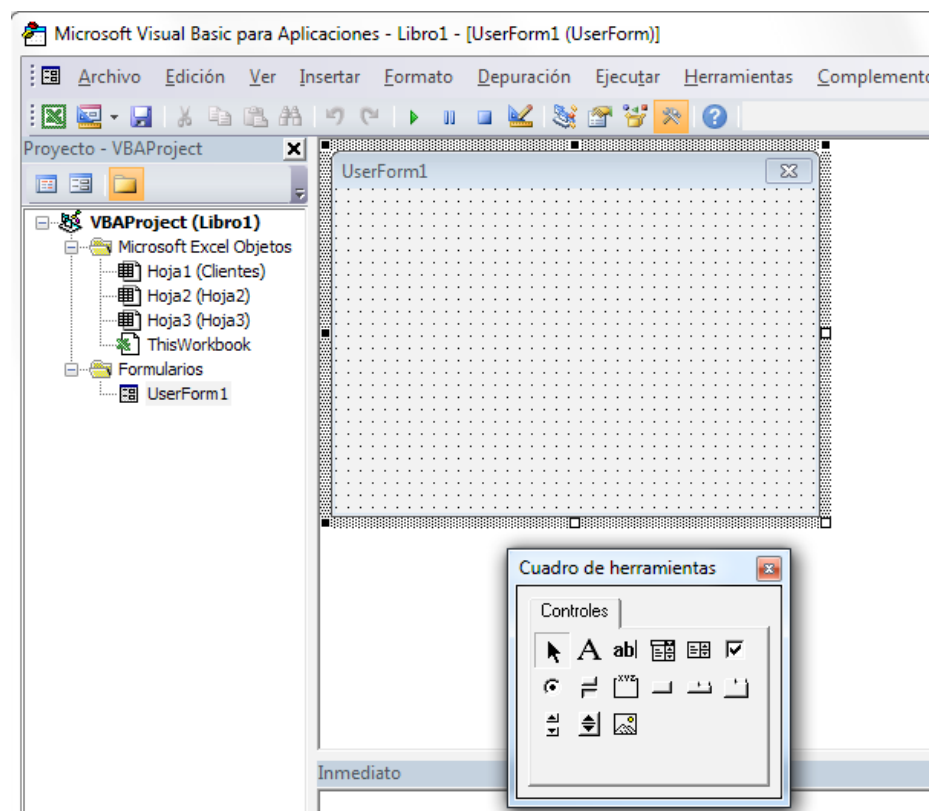 Microsoft Visual Basic para Aplicaciones - Libro1 - [UserForm1 (UserForm)]
Archivo Edición Ver Insertar Formato Depuración Ejecutar Herramientas Complemento
Proyecto - VBAProject
VBAProject (Libro1)
Microsoft Excel Objetos
Hoja1 (Clientes)
Hoja2 (Hoja2)
Hoja3 (Hoja3)
ThisWorkbook
Formularios
UserForm1
UserForm1
Cuadro de herramientas
Controles
A ab|
XYZ
Inmediato